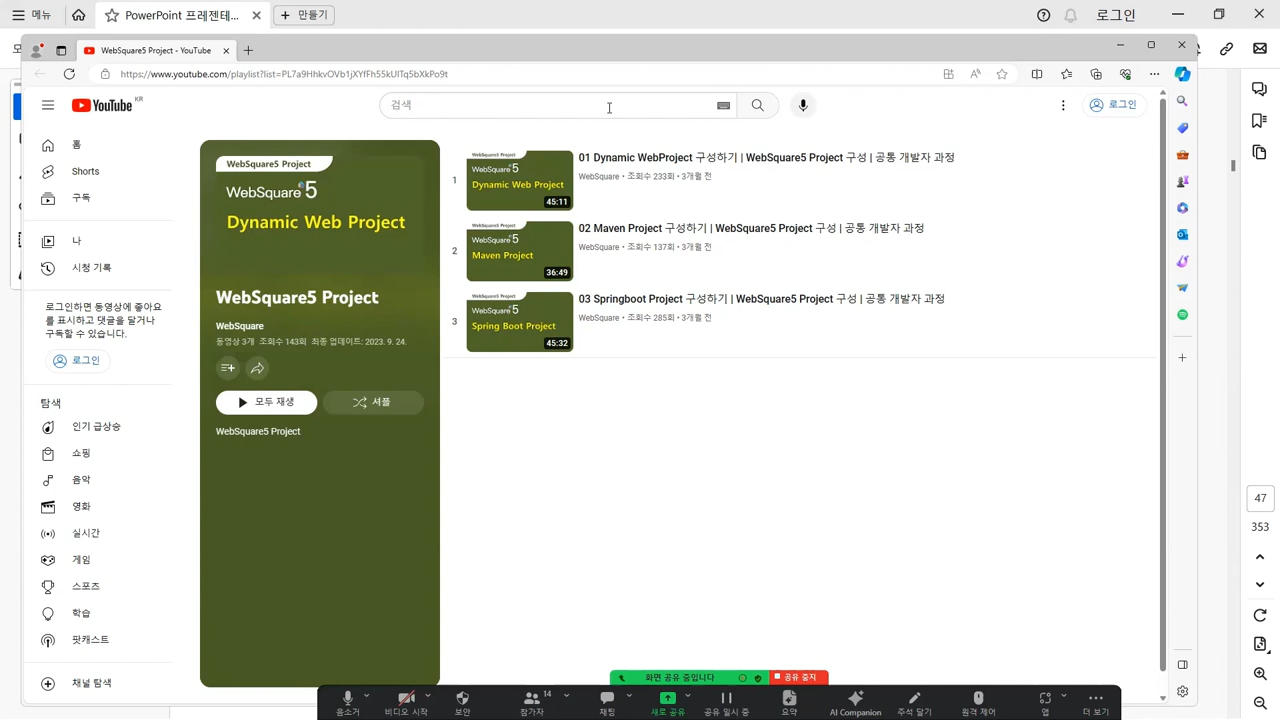 메뉴
PowerPoint 프레젠테...
만들기
로그인
WebSquare5 Project - YouTube
https://www.youtube.com/playlist?list=PL7a9HhkvOVb1jXYfFh55kUlTq5bXkPo9t
YouTube KR
검색
로그인
홈
Shorts
구독
나
시청 기록
로그인하면 동영상에 좋아요
를 표시하고 댓글을 달거나
구독할 수 있습니다.
로그인
탐색
인기 급상승
쇼핑
음악
영화
실시간
게임
스포츠
학습
팟캐스트
채널 탐색
WebSquare5 Project
WebSquare 5
Dynamic Web Project
WebSquare5 Project
WebSquare
동영상 3개 조회수 143회 최종 업데이트: 2023. 9. 24.
모두 재생
셔플
WebSquare5 Project
1
WebSquare5 Project
WebSquare 5
Dynamic Web Project
45:11
01 Dynamic WebProject 구성하기 | WebSquare5 Project 구성 | 공통 개발자 과정
WebSquare • 조회수 233회 • 3개월 전
2
WebSquare5 Project
WebSquare 5
Maven Project
36:49
02 Maven Project 구성하기 | WebSquare5 Project 구성 | 공통 개발자 과정
WebSquare • 조회수 137회 • 3개월 전
3
WebSquare5 Project
WebSquare 5
Spring Boot Project
45:32
03 Springboot Project 구성하기 | WebSquare5 Project 구성 | 공통 개발자 과정
WebSquare • 조회수 285회 • 3개월 전
47
353
화면 공유 중입니다
공유 중지
음소거
비디오 시작
보안
14
참가자
채팅
새로 공유
공유 일시 중
요약
AI Companion
주석 달기
원격 제어
앱
더 보기